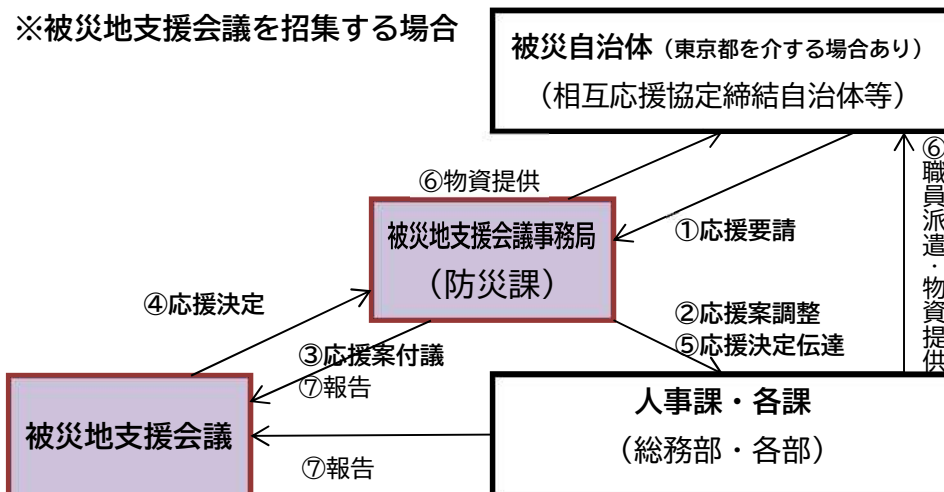 ※被災地支援会議を招集する場合
被災自治体（東京都を介する場合あり）
（相互応援協定締結自治体等）
⑥物資提供
⑥職員派遣・物資提供
被災地支援会議事務局
（防災課）
①応援要請
④応援決定
②応援案調整
⑤応援決定伝達
③応援案付議
⑦報告
被災地支援会議
人事課・各課
（総務部・各部）
⑦報告